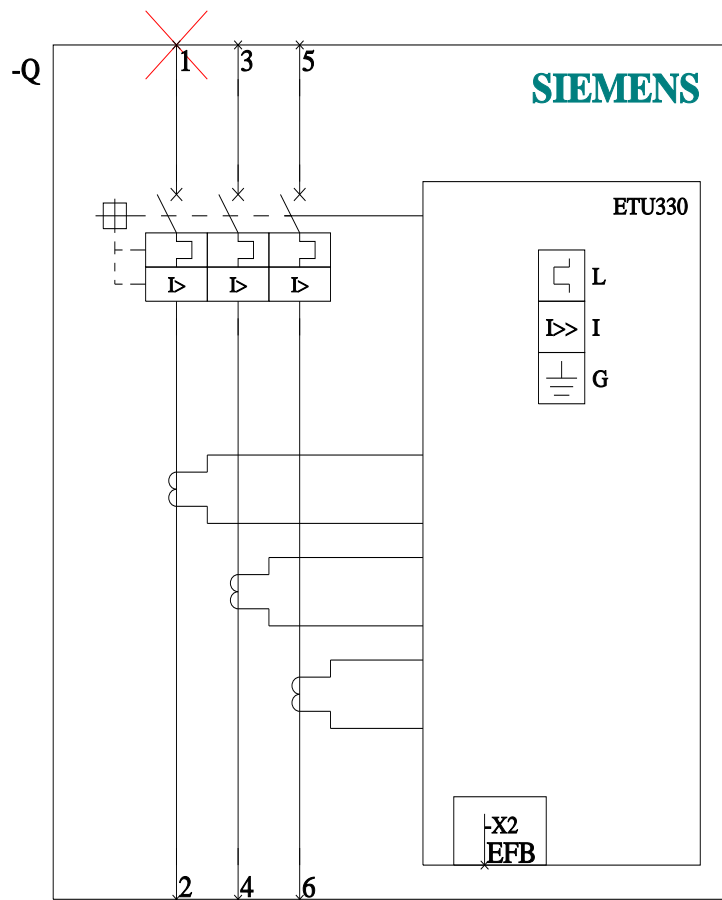 1 3 5
-Q
SIEMENS
ETU330
L
I> I> I>
I>> I
G
-X2
EFB
2 4 6